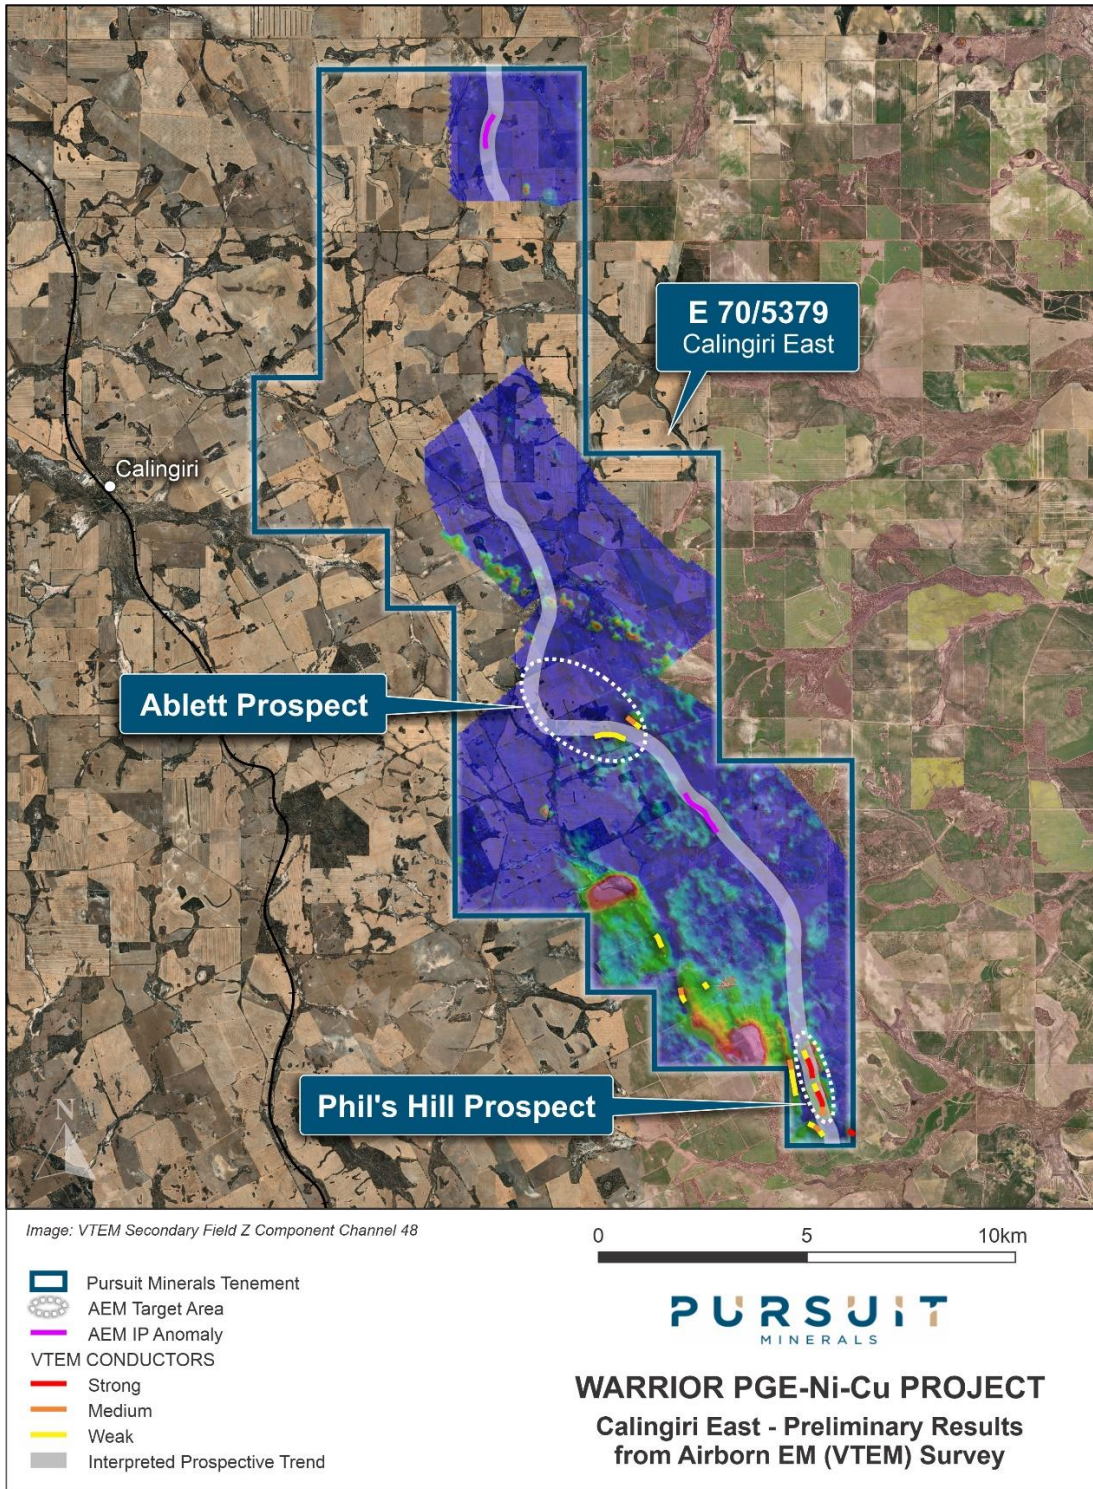 E 70/5379
Calingiri East
Calingiri
Ablett Prospect
Phil's Hill Prospect
N
Image: VTEM Secondary Field Z Component Channel 48
0 5 10km
Pursuit Minerals Tenement
AEM Target Area
AEM IP Anomaly
VTEM CONDUCTORS
Strong
Medium
Weak
Interpreted Prospective Trend
PURSUIT
MINERALS
WARRIOR PGE-Ni-Cu PROJECT
Calingiri East - Preliminary Results
from Airborn EM (VTEM) Survey